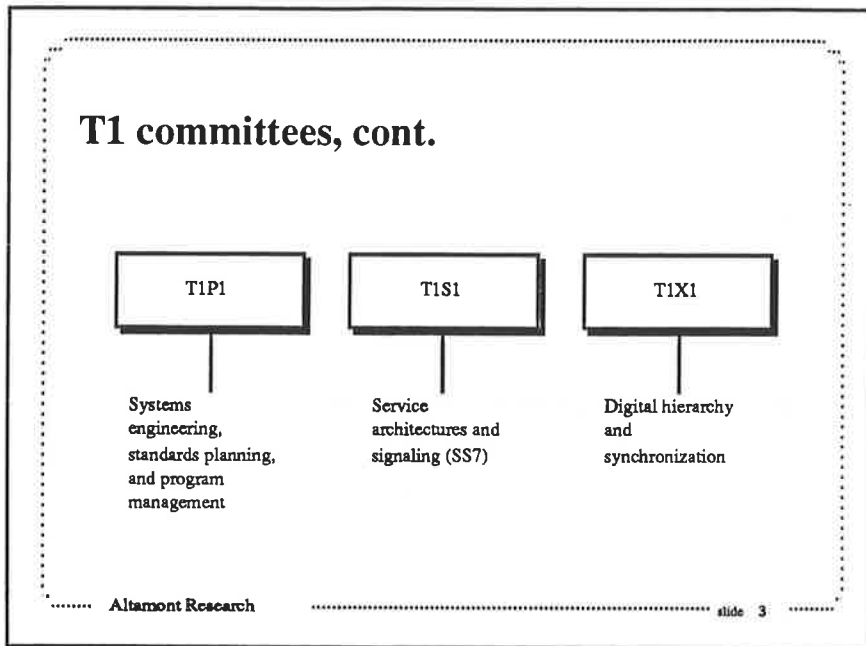 T1 committees, cont.
T1P1
T1S1
T1X1
Systems
engineering,
standards planning,
and program
management
Service
architectures and
signaling (SS7)
Digital hierarchy
and
synchronization
Altamont Research
slide 3